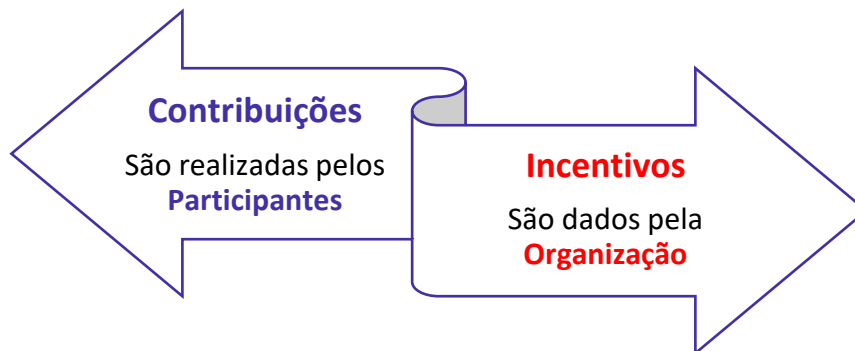 Contribuições
São realizadas pelos
Participantes
Incentivos
São dados pela
Organização